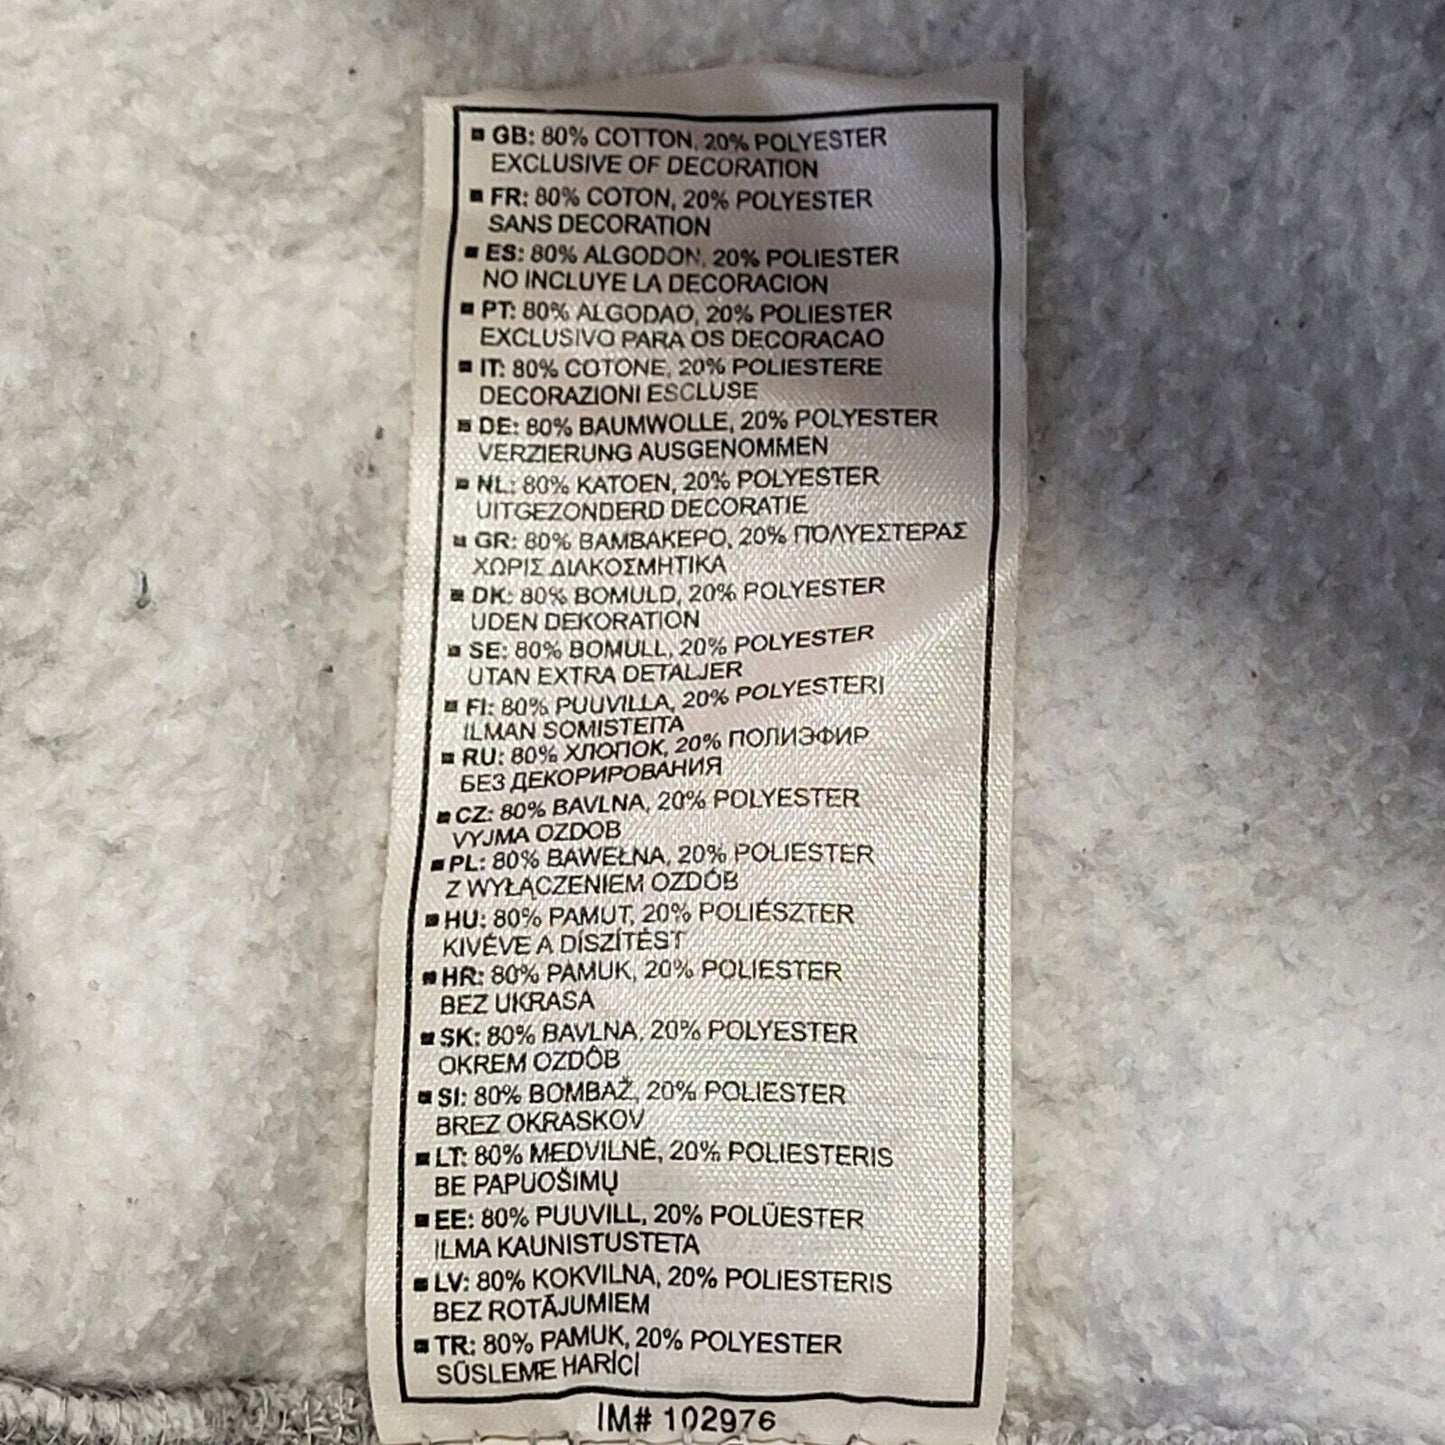 ■ GB: 80% COTTON, 20% POLYESTER
EXCLUSIVE OF DECORATION
■ FR: 80% COTON, 20% POLYESTER
SANS DECORATION
■ ES: 80% ALGODON, 20% POLIESTER
NO INCLUYE LA DECORACION
■ PT: 80% ALGODAO, 20% POLIESTER
EXCLUSIVO PARA OS DECORACAO
■ IT: 80% COTONE, 20% POLIESTERE
DECORAZIONI ESCLUSE
■ DE: 80% BAUMWOLLE, 20% POLYESTER
VERZIERUNG AUSGENOMMEN
■ NL: 80% KATOEN, 20% POLYESTER
UITGEZONDERD DECORATIE
■ GR: 80% ΒΑΜΒΑΚΕΡΟ, 20% ΠΟΛΥΕΣΤΕΡΑΣ
ΧΩΡΙΣ ΔΙΑΚΟΣΜΗΤΙΚΑ
■ DK: 80% BOMULD, 20% POLYESTER
UDEN DEKORATION
■ SE: 80% BOMULL, 20% POLYESTER
UTAN EXTRA DETALJER
■ FI: 80% PUUVILLA, 20% POLYESTERI
ILMAN SOMISTEITA
■ RU: 80% ХЛОПОК, 20% ПОЛИЭФИР
БЕЗ ДЕКОРИРОВАНИЯ
■ CZ: 80% BAVLNA, 20% POLYESTER
VYJMA OZDOB
■ PL: 80% BAWEŁNA, 20% POLIESTER
Z WYŁĄCZENIEM OZDÓB
■ HU: 80% PAMUT, 20% POLIÉSZTER
KIVÉVE A DÍSZÍTÉST
■ HR: 80% PAMUK, 20% POLIESTER
BEZ UKRASA
■ SK: 80% BAVLNA, 20% POLYESTER
OKREM OZDÔB
■ SI: 80% BOMBAŽ, 20% POLIESTER
BREZ OKRASKOV
■ LT: 80% MEDVILNĖ, 20% POLIESTERIS
BE PAPUOŠIMŲ
■ EE: 80% PUUVILL, 20% POLÜESTER
ILMA KAUNISTUSTETA
■ LV: 80% KOKVILNA, 20% POLIESTERIS
BEZ ROTĀJUMIEM
■ TR: 80% PAMUK, 20% POLYESTER
SÜSLEME HARİCİ
IM# 102976